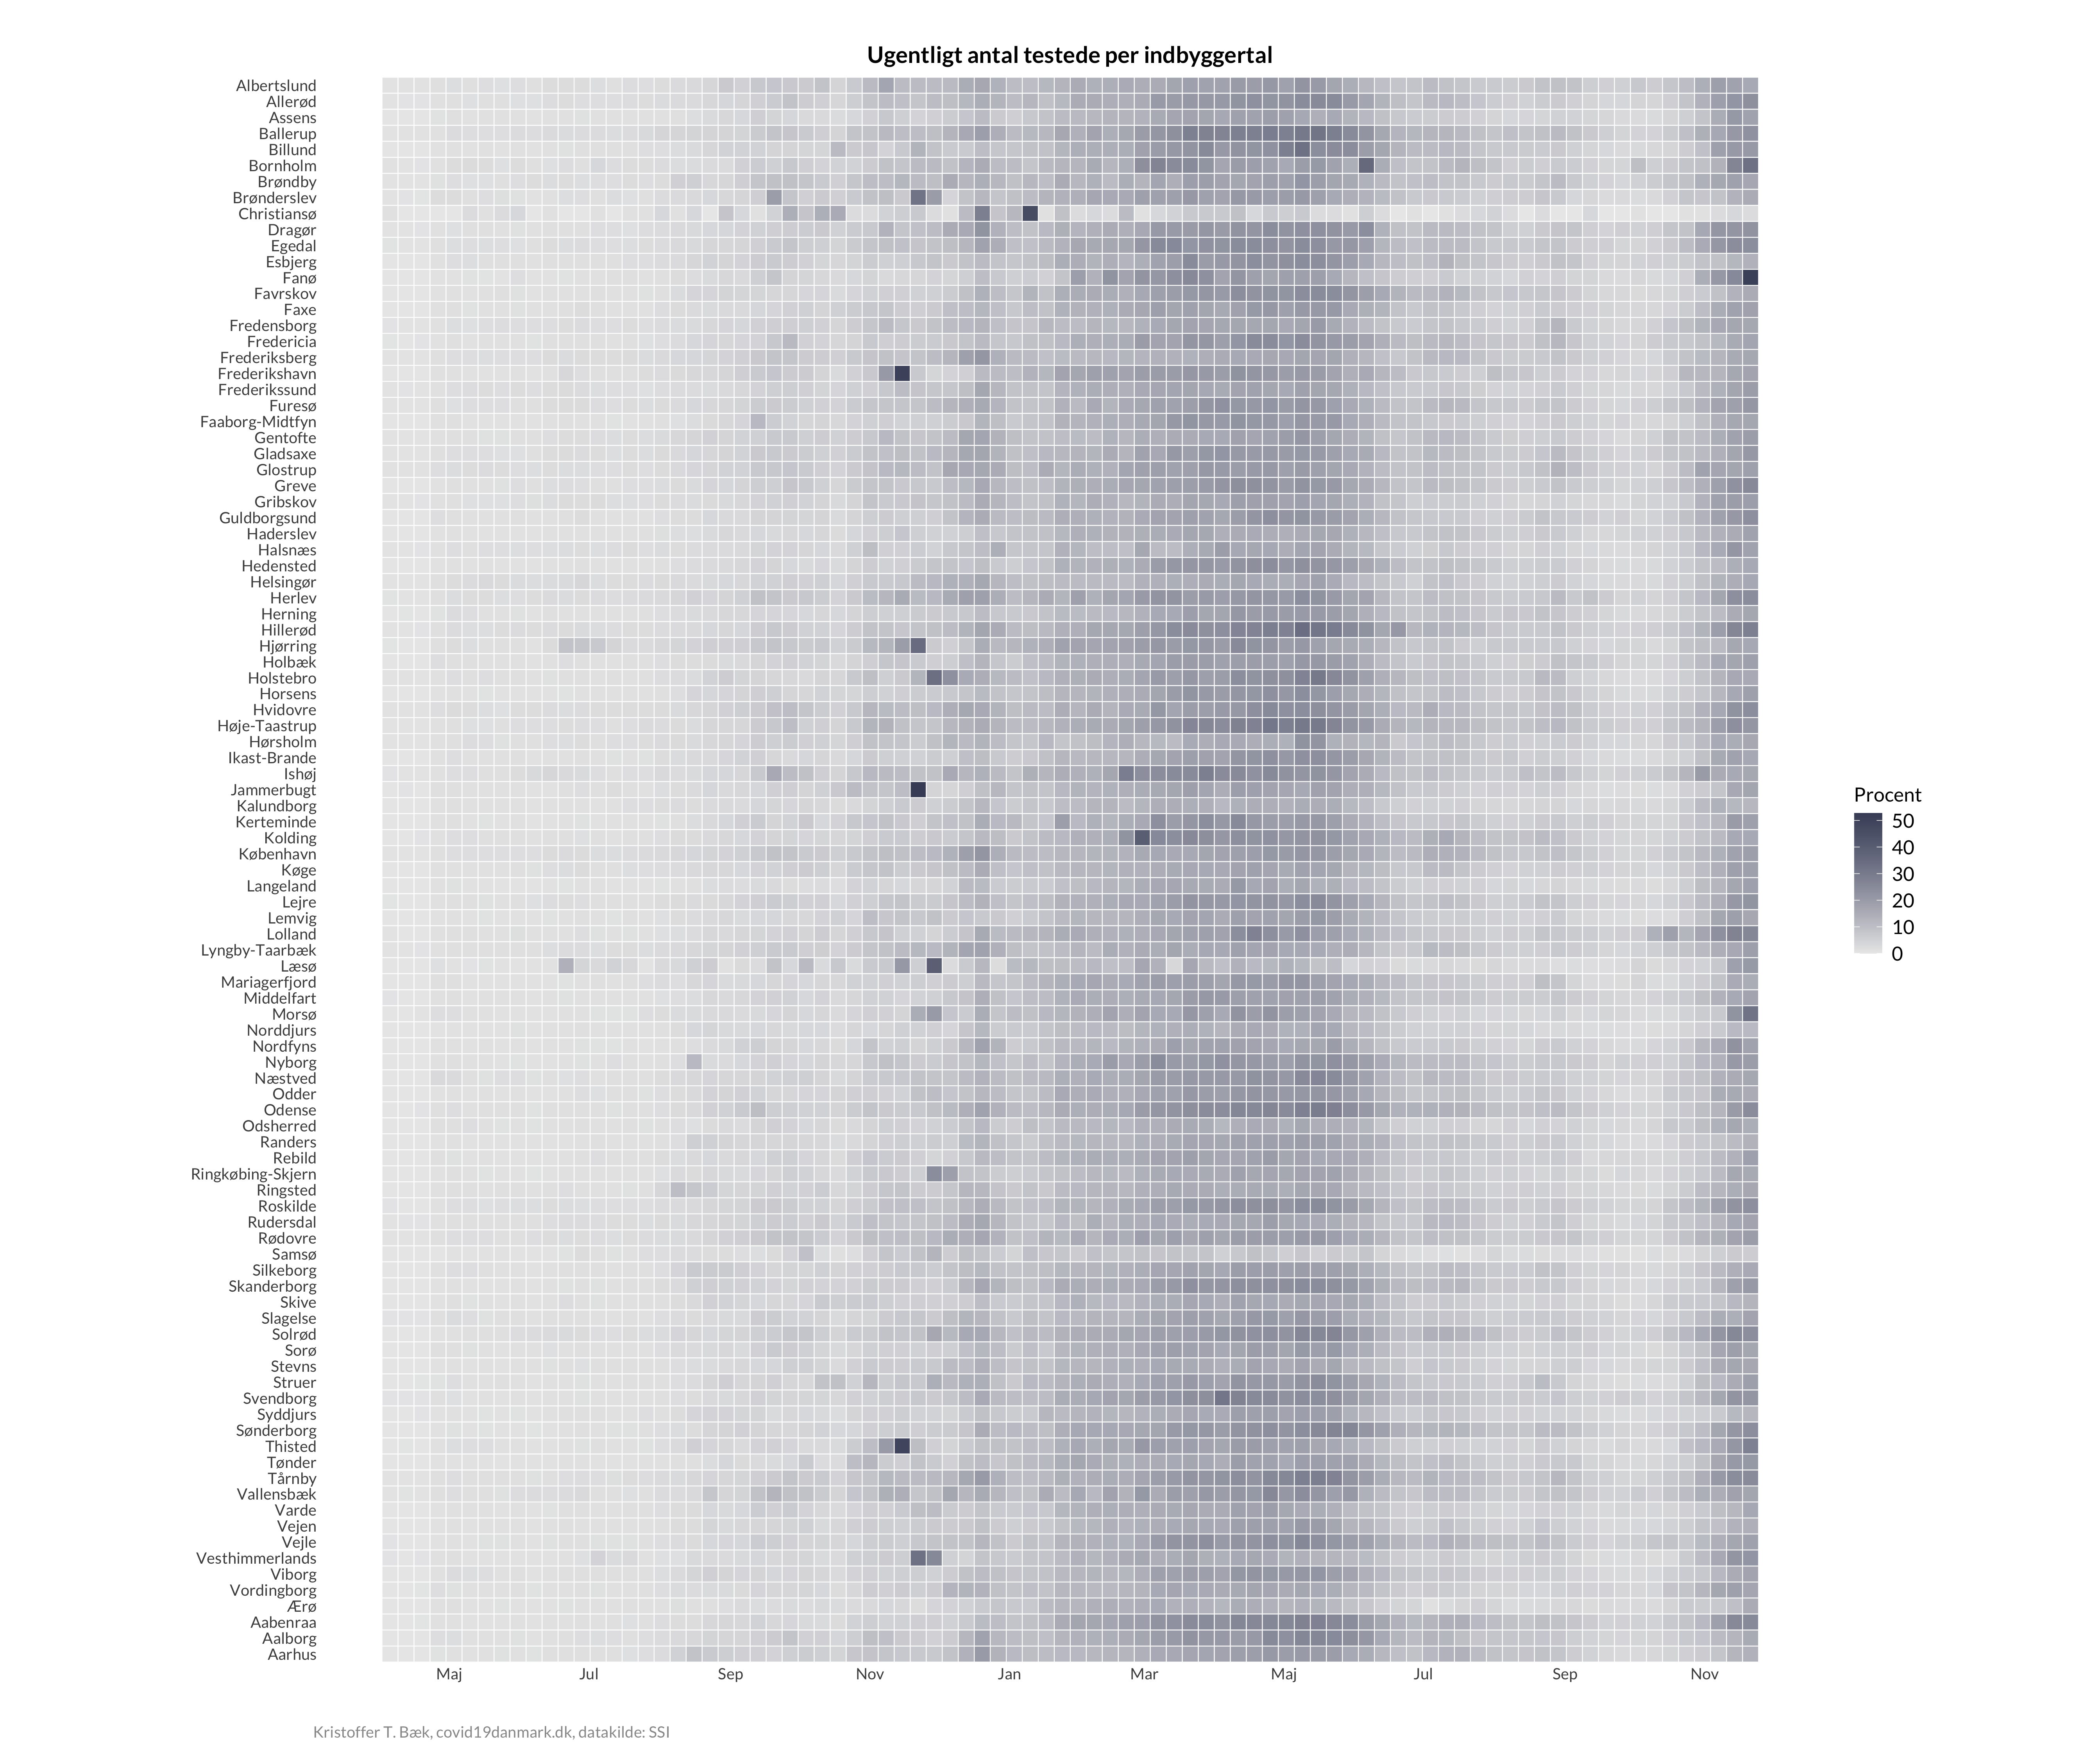 Ugentligt antal testede per indbyggertal
Albertslund
Allerød
Assens
Ballerup
Billund
Bornholm
Brøndby
Brønderslev
Christiansø
Dragør
Egedal
Esbjerg
Fanø
Favrskov
Faxe
Fredensborg
Fredericia
Frederiksberg
Frederikshavn
Frederikssund
Furesø
Faaborg-Midtfyn
Gentofte
Gladsaxe
Glostrup
Greve
Gribskov
Guldborgsund
Haderslev
Halsnæs
Hedensted
Helsingør
Herlev
Herning
Hillerød
Hjørring
Holbæk
Holstebro
Horsens
Hvidovre
Høje-Taastrup
Hørsholm
Ikast-Brande
Ishøj
Jammerbugt
Kalundborg
Kerteminde
Kolding
København
Køge
Langeland
Lejre
Lemvig
Lolland
Lyngby-Taarbæk
Læsø
Mariagerfjord
Middelfart
Morsø
Norddjurs
Nordfyns
Nyborg
Næstved
Odder
Odense
Odsherred
Randers
Rebild
Ringkøbing-Skjern
Ringsted
Roskilde
Rudersdal
Rødovre
Samsø
Silkeborg
Skanderborg
Skive
Slagelse
Solrød
Sorø
Stevns
Struer
Svendborg
Syddjurs
Sønderborg
Thisted
Tønder
Tårnby
Vallensbæk
Varde
Vejen
Vejle
Vesthimmerlands
Viborg
Vordingborg
Ærø
Aabenraa
Aalborg
Aarhus
Maj Jul Sep Nov Jan Mar Maj Jul Sep Nov
Procent
50
40
30
20
10
0
Kristoffer T. Bæk, covid19danmark.dk, datakilde: SSI